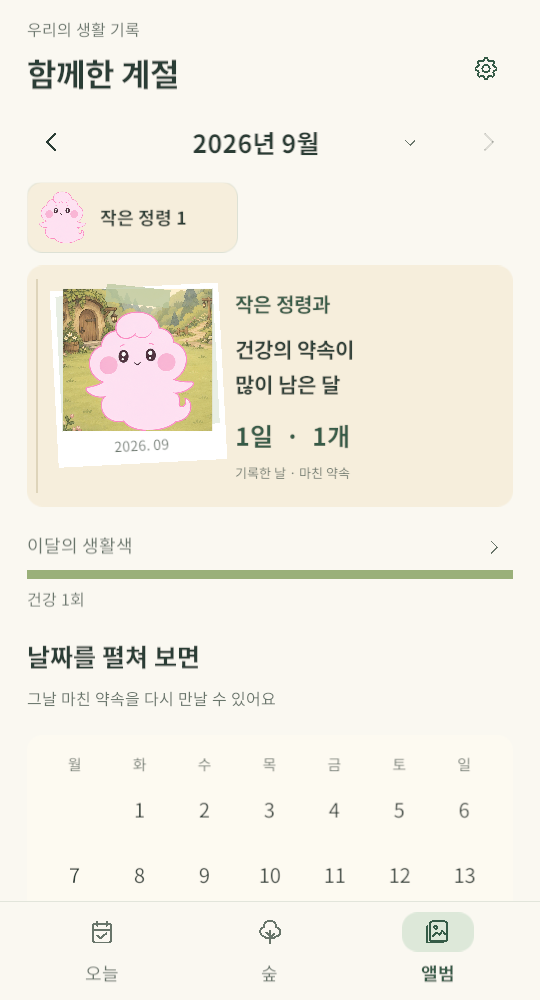 우리의 생활 기록
함께한 계절
2026년 9월
작은 정령 1
작은 정령과
건강의 약속이
많이 남은 달
1일 · 1개
기록한 날 · 마친 약속
2026. 09
이달의 생활색
건강 1회
날짜를 펼쳐 보면
그날 마친 약속을 다시 만날 수 있어요
월 화 수 목 금 토 일
1 2 3 4 5 6
7 8 9 10 11 12 13
오늘 숲 앨범